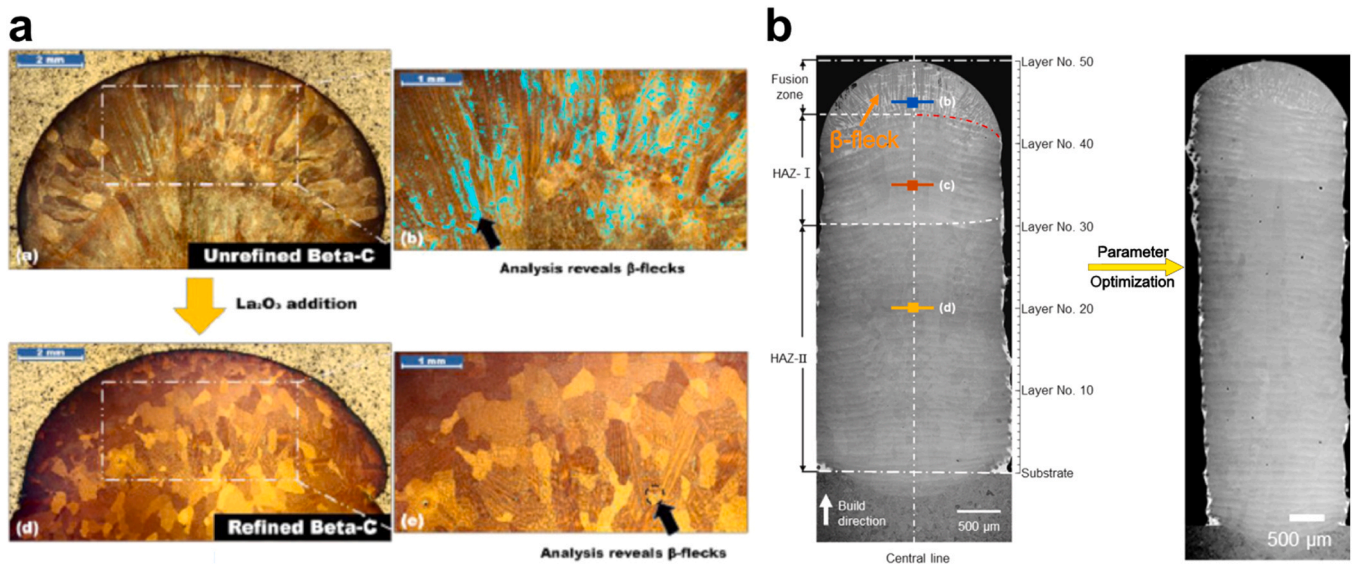 a
2 mm
(a)
Unrefined Beta-C
1 mm
(b)
Analysis reveals β-flecks
La₂O₃ addition
2 mm
(d)
Refined Beta-C
1 mm
(e)
Analysis reveals β-flecks
b
Fusion
zone
HAZ-I
HAZ-II
β-fleck
(b)
(c)
(d)
Layer No. 50
Layer No. 40
Layer No. 30
Layer No. 20
Layer No. 10
Substrate
Build
direction
500 μm
Central line
Parameter
Optimization
500 μm